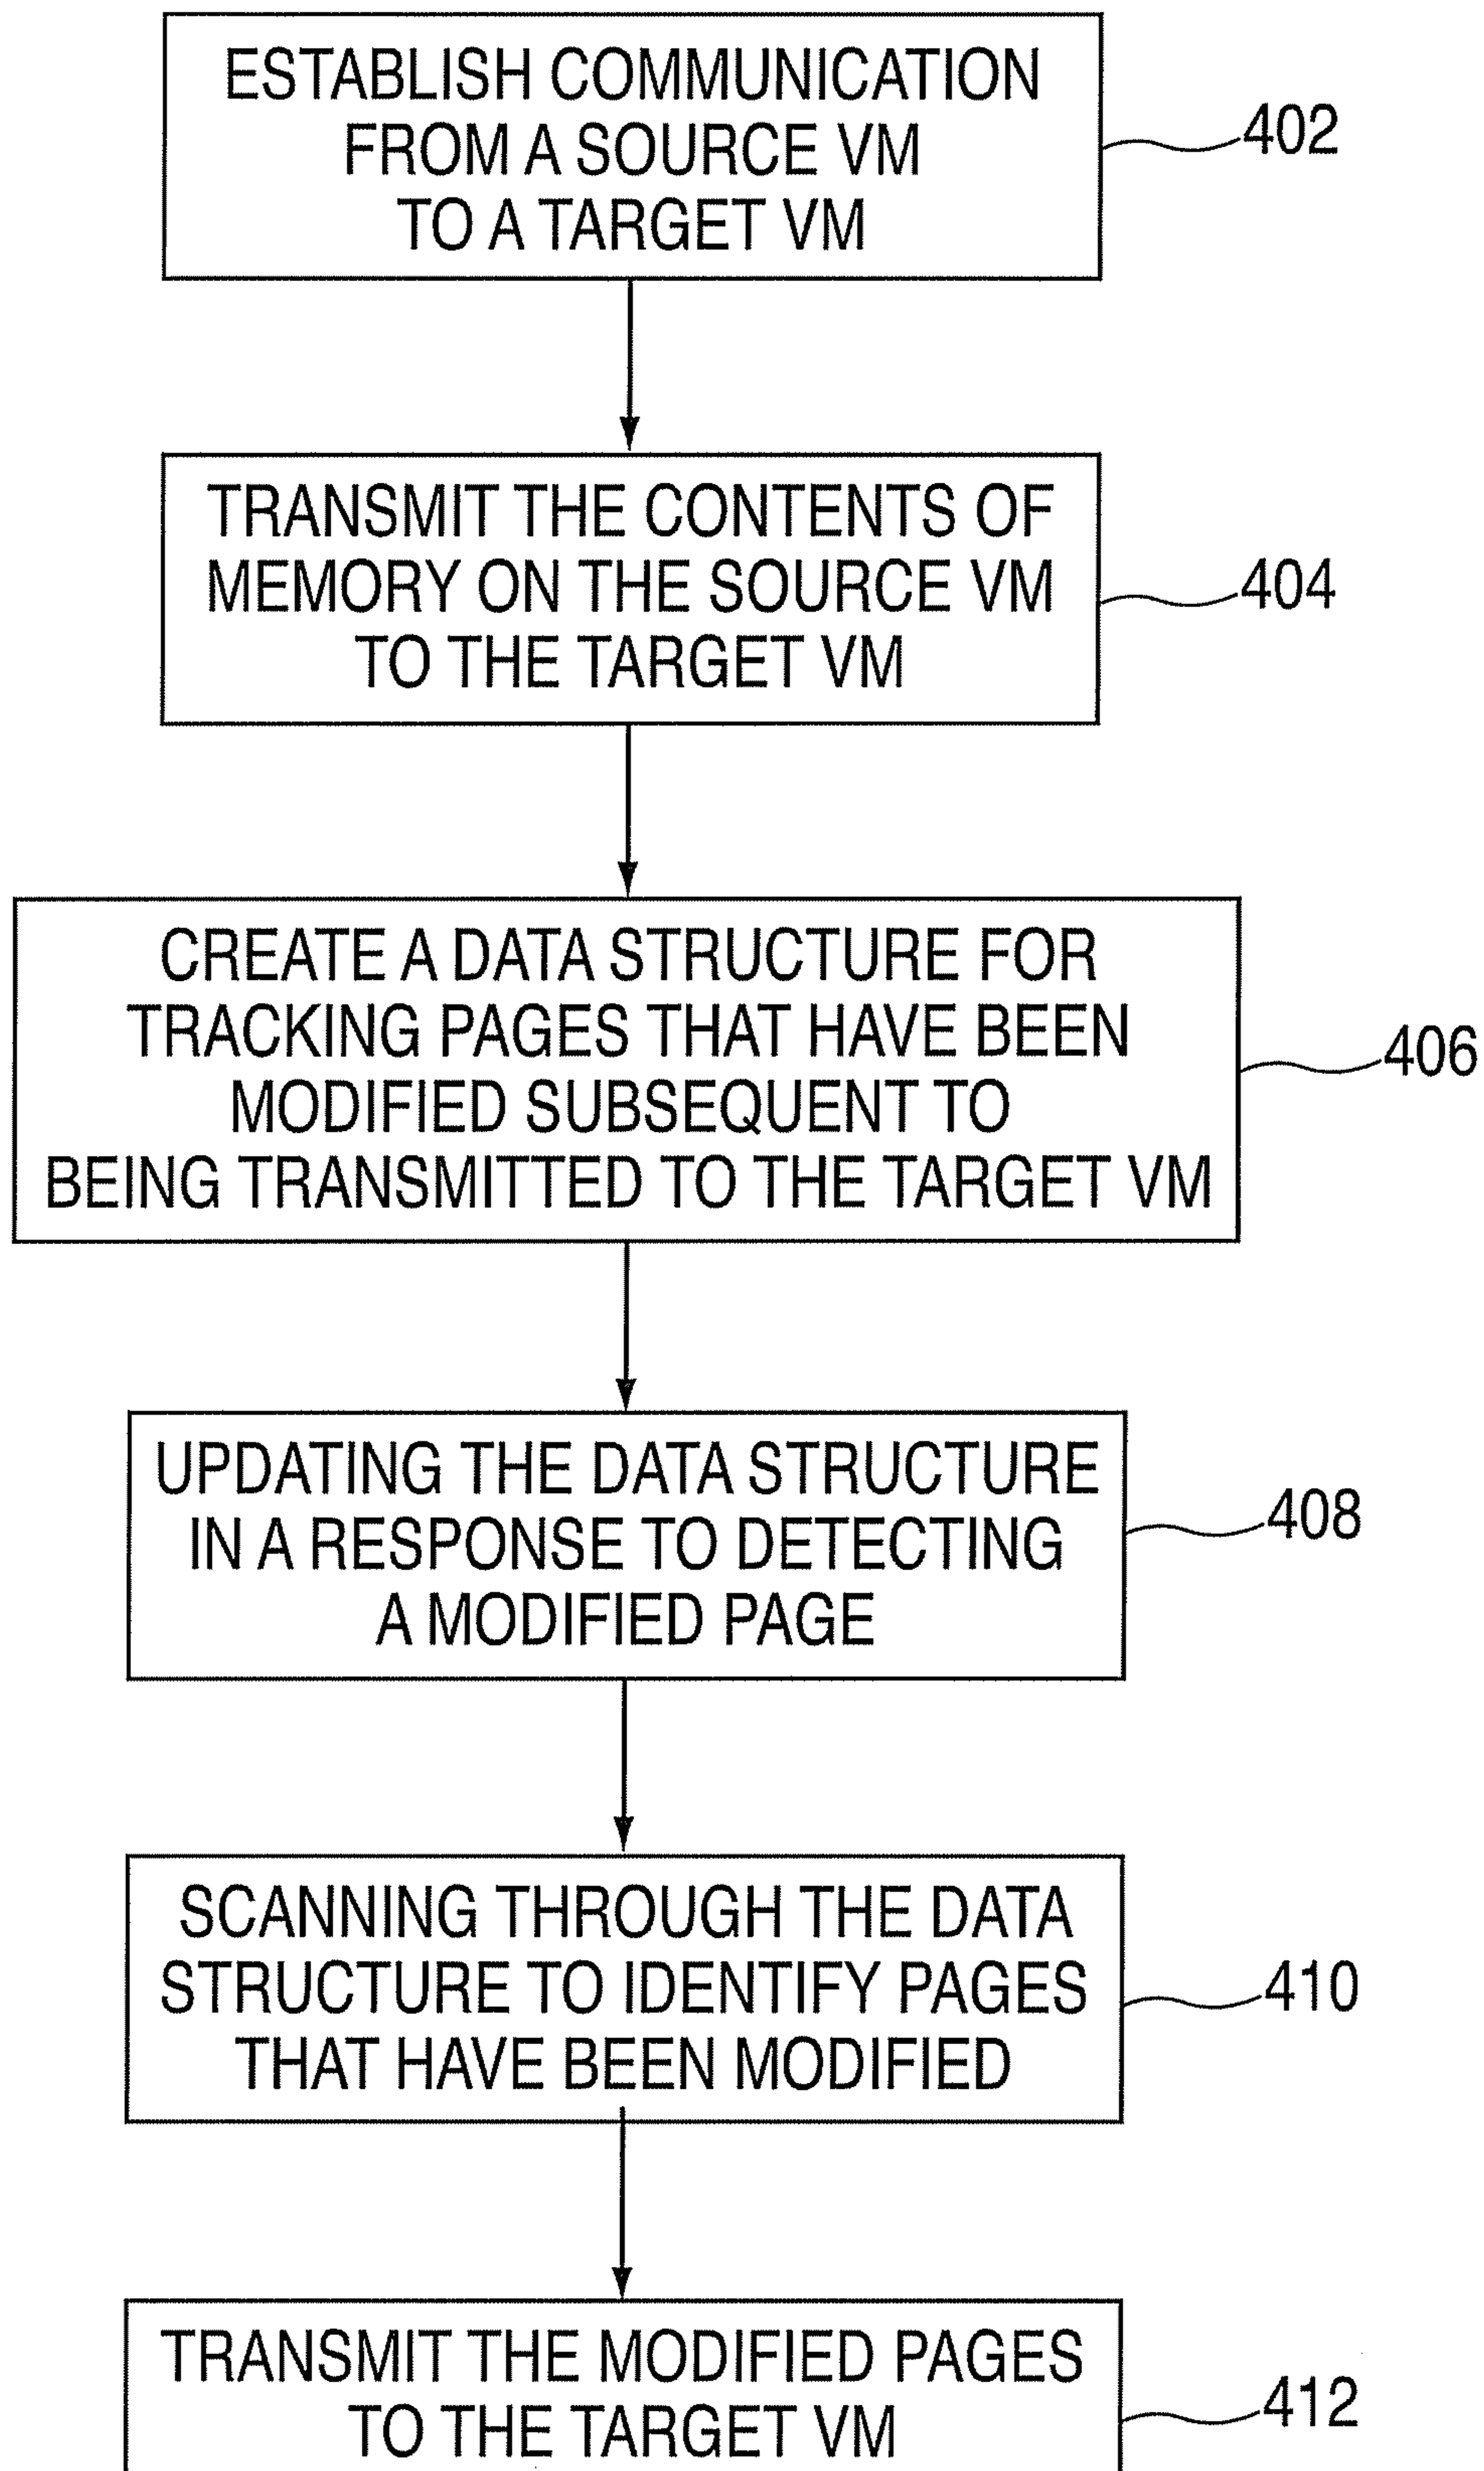 ESTABLISH COMMUNICATION
FROM A SOURCE VM
TO A TARGET VM
402
TRANSMIT THE CONTENTS OF
MEMORY ON THE SOURCE VM
TO THE TARGET VM
404
CREATE A DATA STRUCTURE FOR
TRACKING PAGES THAT HAVE BEEN
MODIFIED SUBSEQUENT TO
BEING TRANSMITTED TO THE TARGET VM
406
UPDATING THE DATA STRUCTURE
IN A RESPONSE TO DETECTING
A MODIFIED PAGE
408
SCANNING THROUGH THE DATA
STRUCTURE TO IDENTIFY PAGES
THAT HAVE BEEN MODIFIED
410
TRANSMIT THE MODIFIED PAGES
TO THE TARGET VM
412